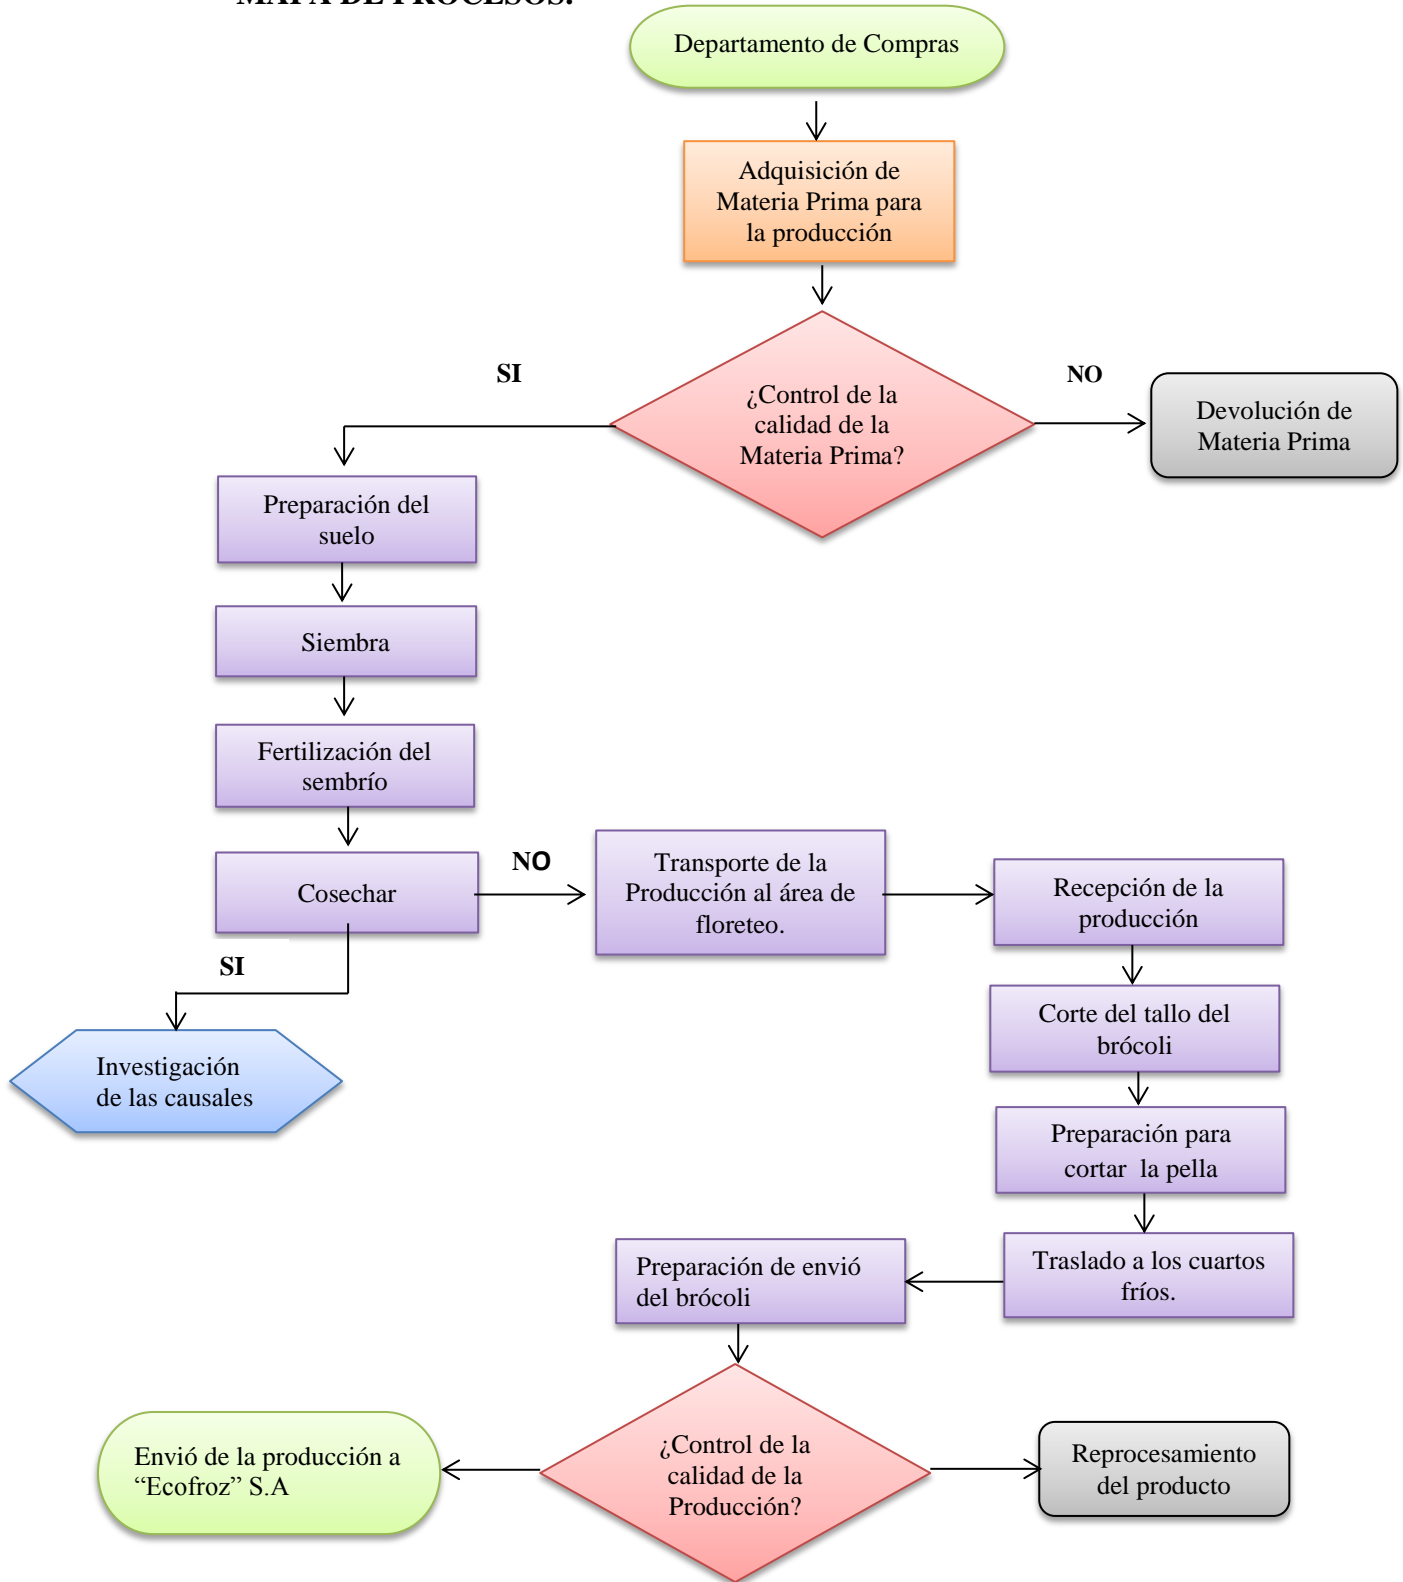 MAPA DE PROCESOS:
Departamento de Compras
Adquisición de
Materia Prima para
la producción
SI
NO
¿Control de la
calidad de la
Materia Prima?
Devolución de
Materia Prima
Preparación del
suelo
Siembra
Fertilización del
sembrío
Cosechar
NO
SI
Transporte de la
Producción al área de
floreteo.
Recepción de la
producción
Investigación
de las causales
Corte del tallo del
brócoli
Preparación para
cortar la pella
Traslado a los cuartos
fríos.
Preparación de envió
del brócoli
¿Control de la
calidad de la
Producción?
Envió de la producción a
“Ecofroz” S.A
Reprocesamiento
del producto